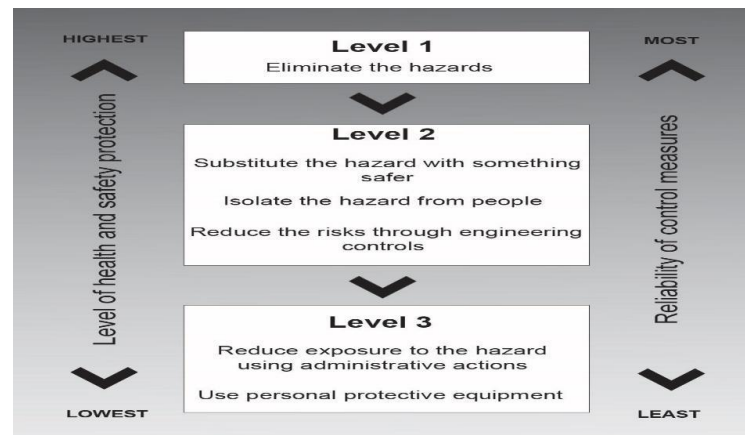 HIGHEST
Level 1
MOST
Eliminate the hazards
Level of health and safety protection
Level 2
Substitute the hazard with something
safer
Isolate the hazard from people
Reduce the risks through engineering
controls
Reliability of control measures
Level 3
Reduce exposure to the hazard
using administrative actions
Use personal protective equipment
LOWEST
LEAST